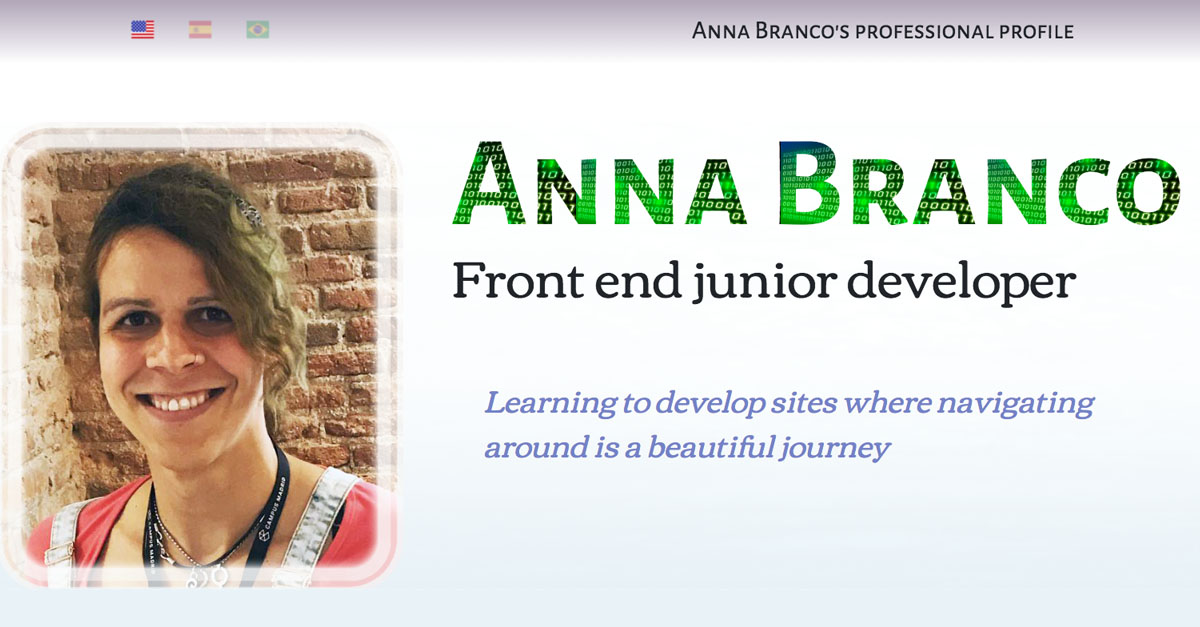 Anna Branco's professional profile
Anna Branco
Front end junior developer
Learning to develop sites where navigating
around is a beautiful journey
CAMPUS MADRID